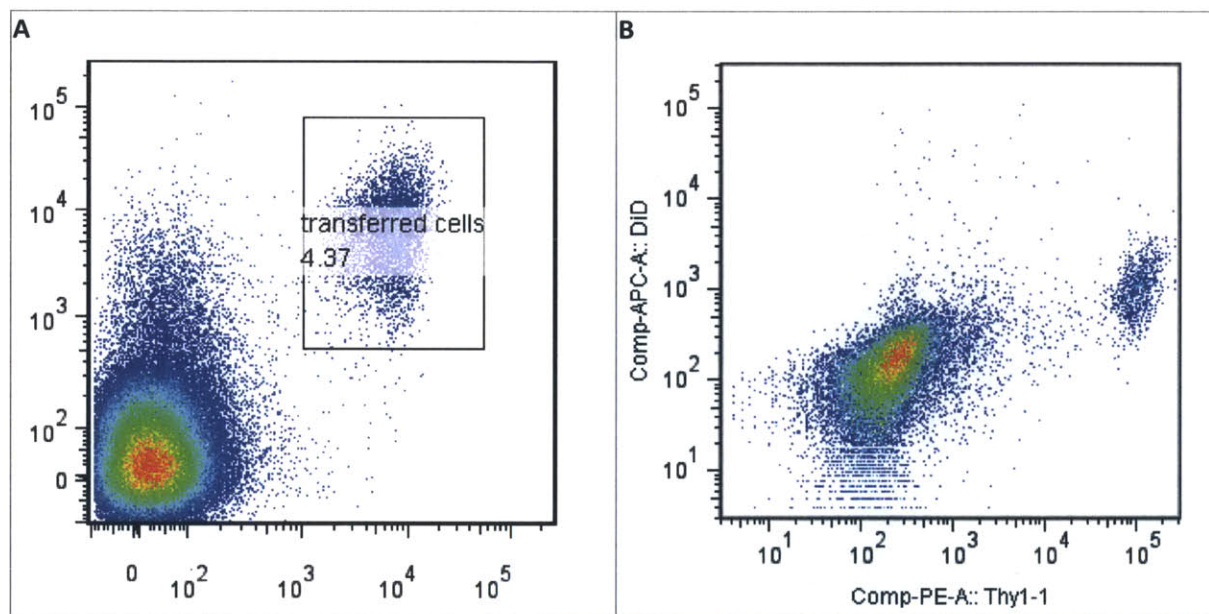 A
10^5
10^4
transferred cells
4.37
10^3
10^2
0
0 10^2 10^3 10^4 10^5
B
Comp-APC-A:: DID
10^5
10^4
10^3
10^2
10^1
10^1 10^2 10^3 10^4 10^5
Comp-PE-A:: Thy1-1